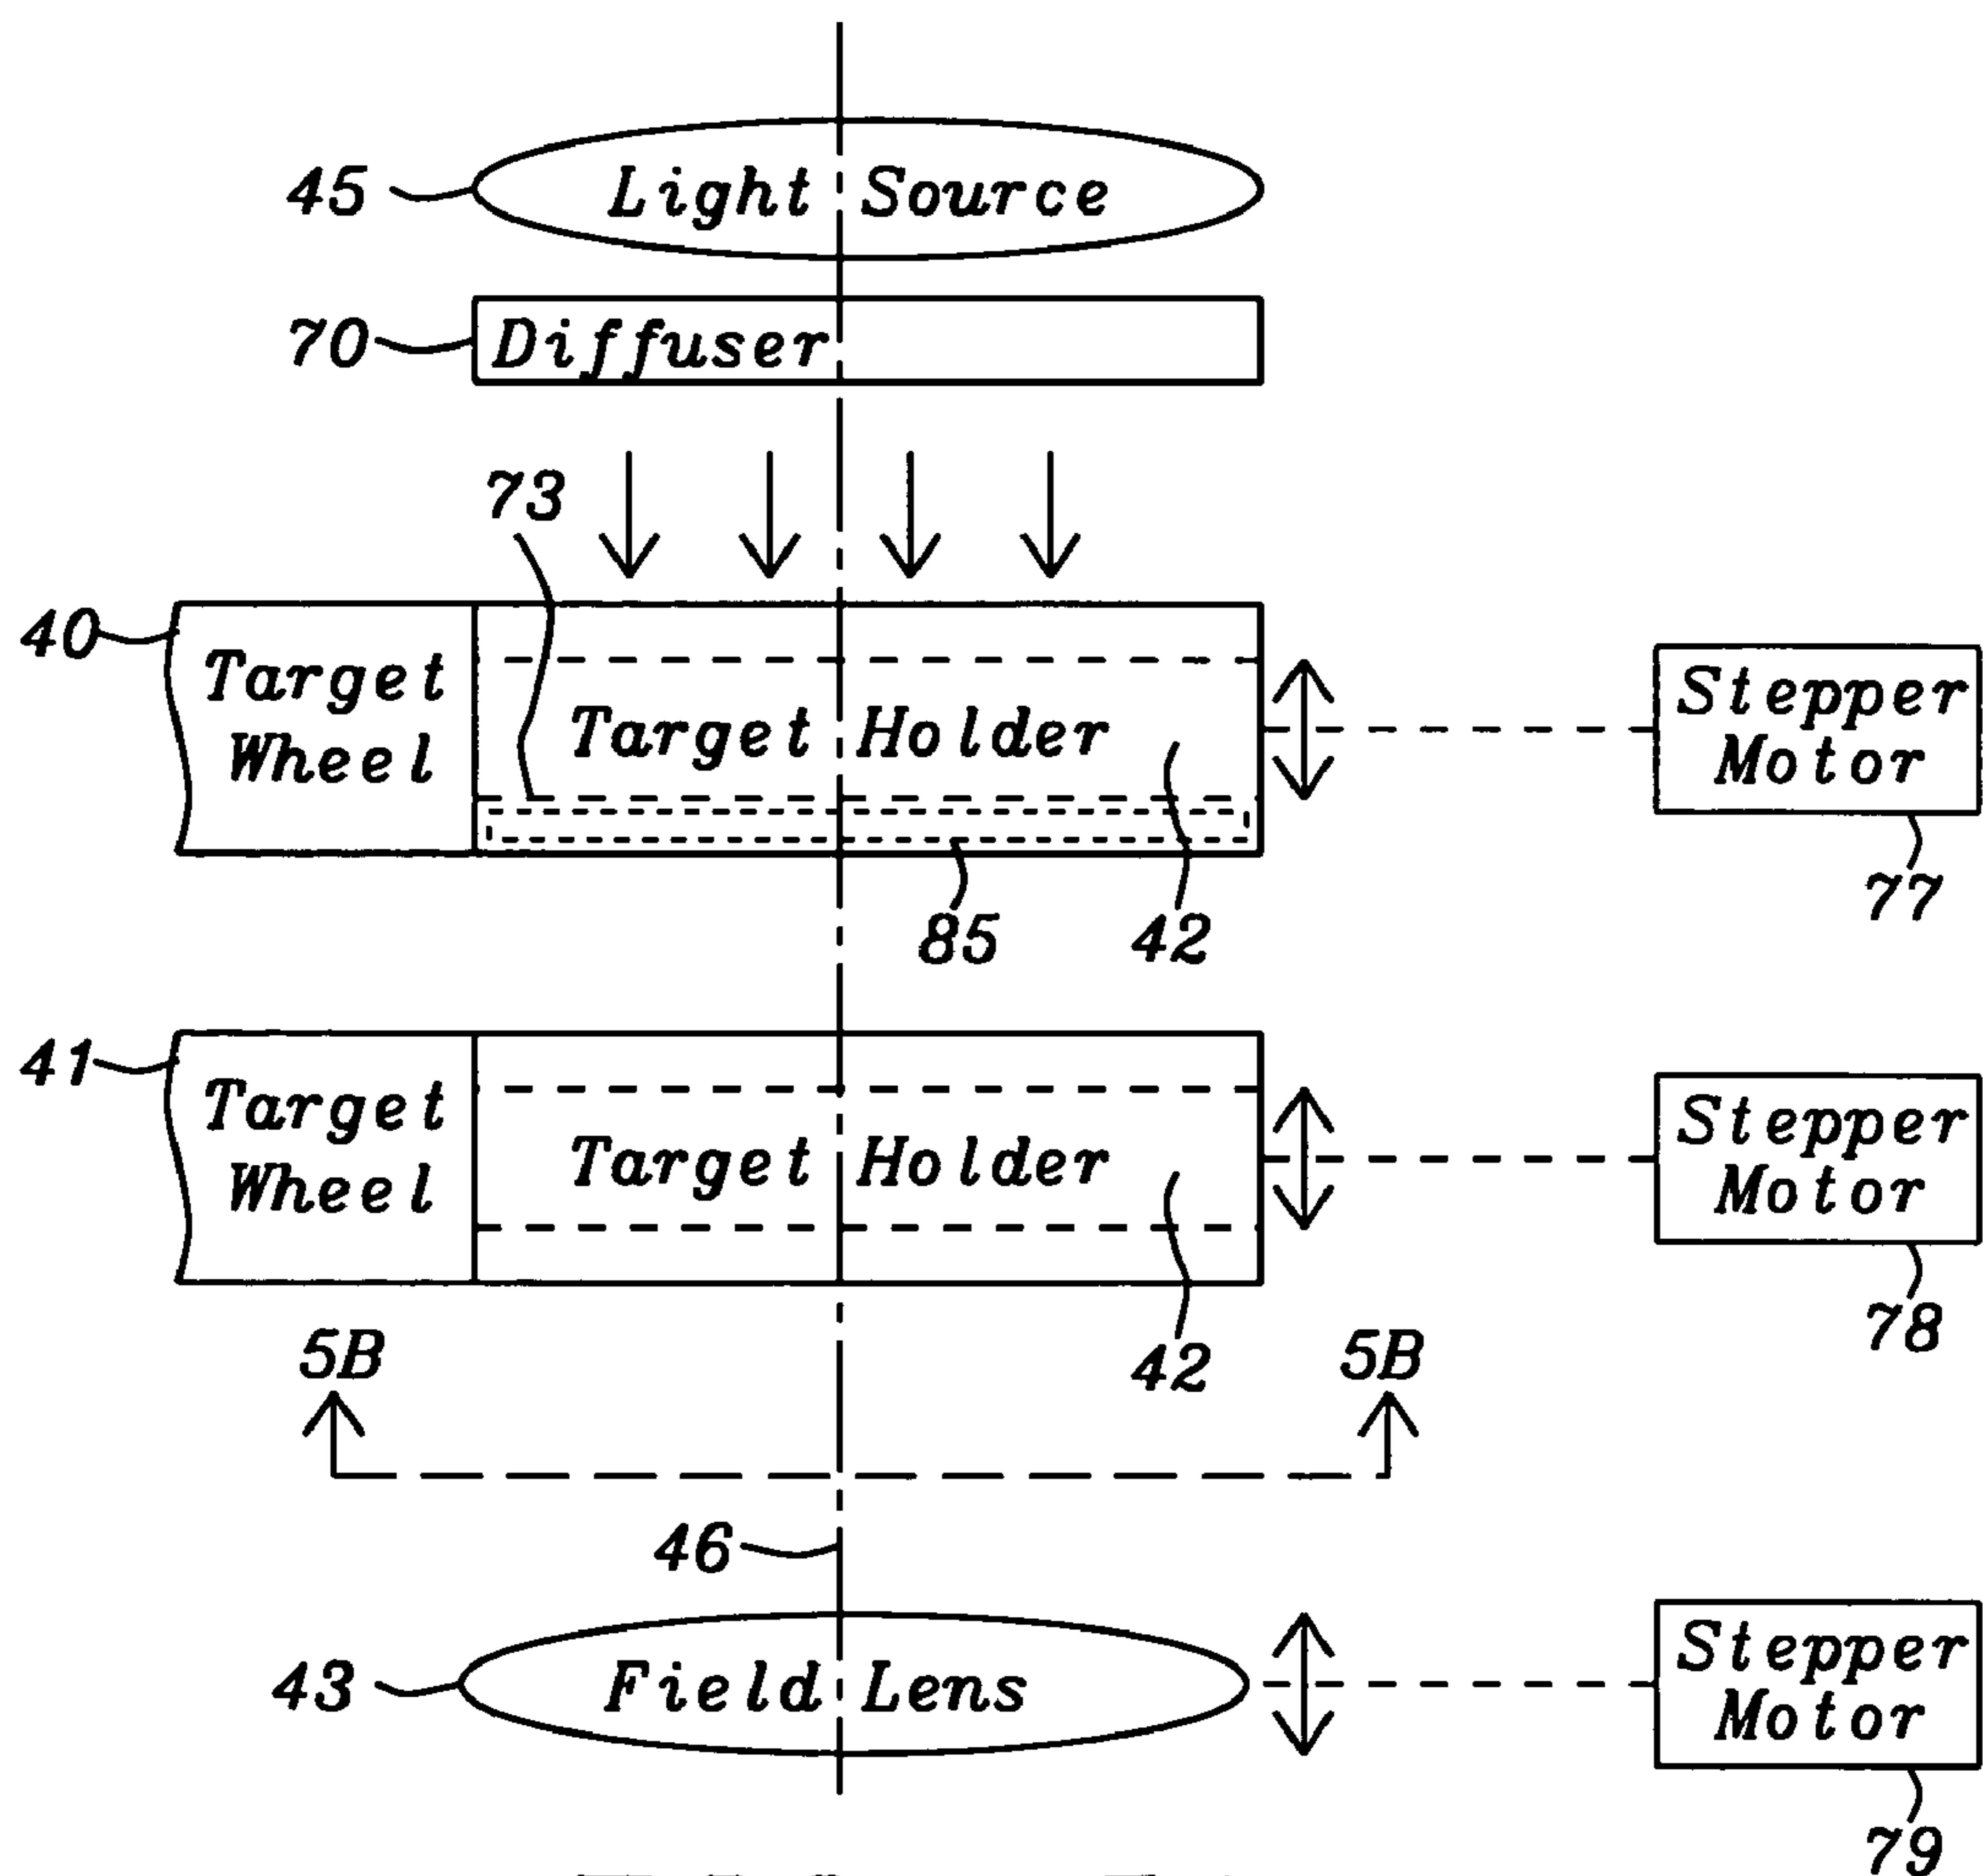 45
Light Source
70
Diffuser
73
40
Target
Wheel
Target Holder
Stepper
Motor
77
85
42
41
Target
Wheel
Target Holder
Stepper
Motor
78
42
5B
5B
46
43
Field Lens
Stepper
Motor
79